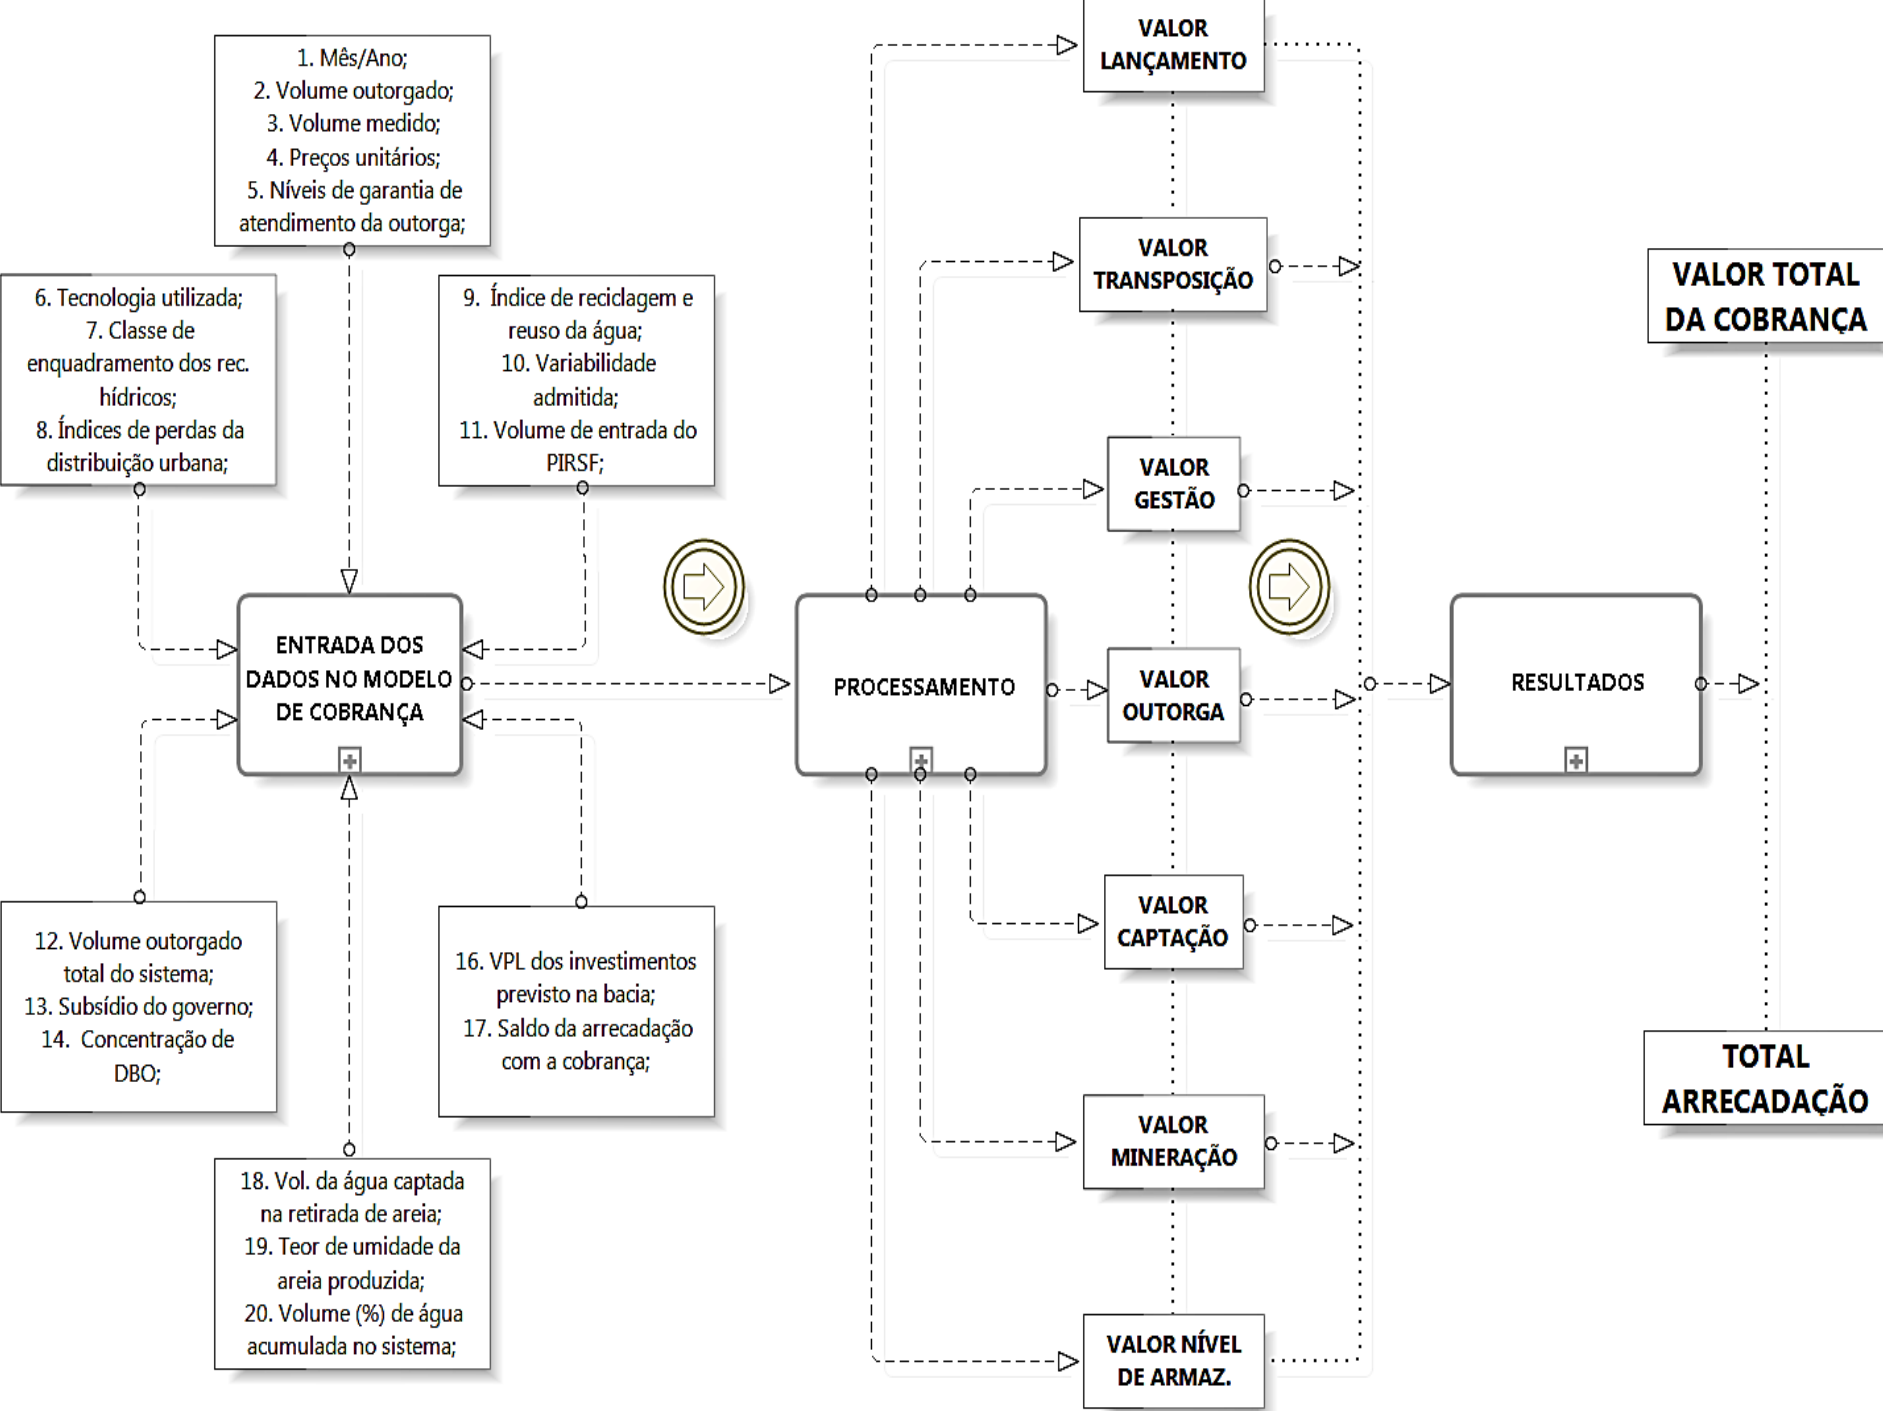 1. Mês/Ano;
2. Volume outorgado;
3. Volume medido;
4. Preços unitários;
5. Níveis de garantia de
atendimento da outorga;
6. Tecnologia utilizada;
7. Classe de
enquadramento dos rec.
hídricos;
8. Índices de perdas da
distribuição urbana;
9. Índice de reciclagem e
reuso da água;
10. Variabilidade
admitida;
11. Volume de entrada do
PIRSF;
ENTRADA DOS
DADOS NO MODELO
DE COBRANÇA
12. Volume outorgado
total do sistema;
13. Subsídio do governo;
14. Concentração de
DBO;
16. VPL dos investimentos
previsto na bacia;
17. Saldo da arrecadação
com a cobrança;
18. Vol. da água captada
na retirada de areia;
19. Teor de umidade da
areia produzida;
20. Volume (%) de água
acumulada no sistema;
PROCESSAMENTO
VALOR
LANÇAMENTO
VALOR
TRANSPOSIÇÃO
VALOR
GESTÃO
VALOR
OUTORGA
VALOR
CAPTAÇÃO
VALOR
MINERAÇÃO
VALOR NÍVEL
DE ARMAZ.
RESULTADOS
VALOR TOTAL
DA COBRANÇA
TOTAL
ARRECADAÇÃO